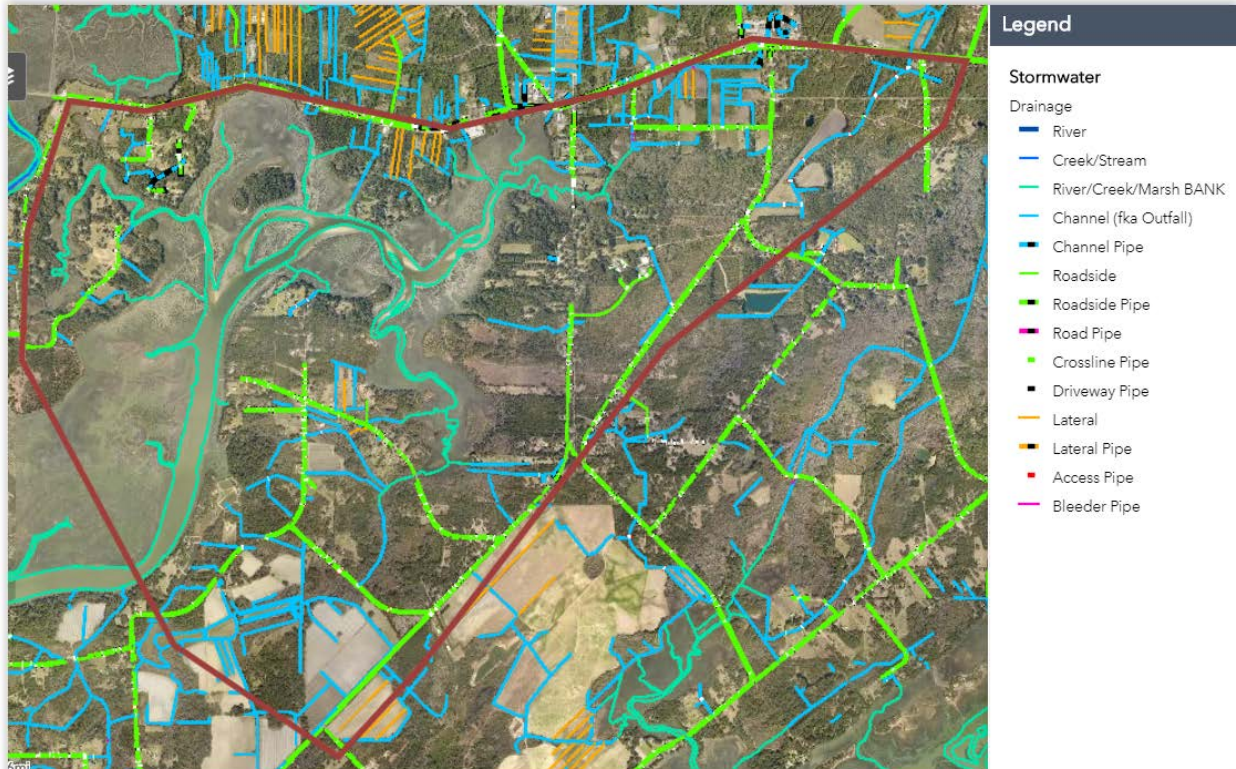 Legend
Stormwater
Drainage
River
Creek/Stream
River/Creek/Marsh BANK
Channel (fka Outfall)
Channel Pipe
Roadside
Roadside Pipe
Road Pipe
Crossline Pipe
Driveway Pipe
Lateral
Lateral Pipe
Access Pipe
Bleeder Pipe